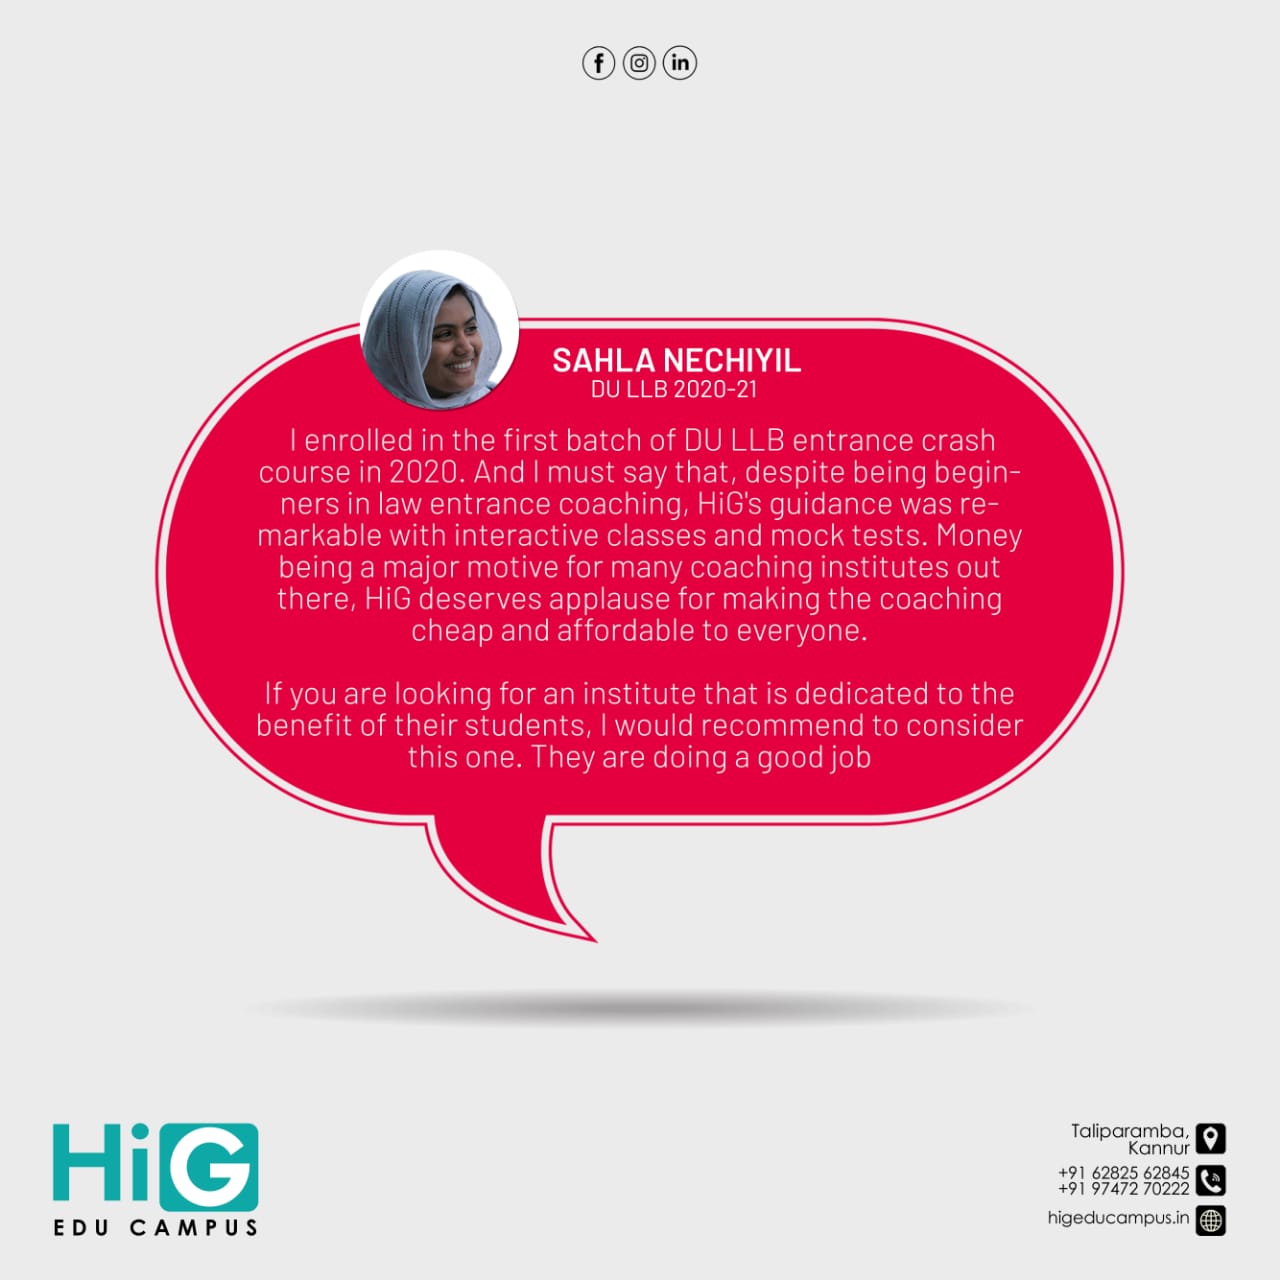 SAHLA NECHIYIL
DU LLB 2020-21
I enrolled in the first batch of DU LLB entrance crash
course in 2020. And I must say that, despite being begin-
ners in law entrance coaching, HiG's guidance was re-
markable with interactive classes and mock tests. Money
being a major motive for many coaching institutes out
there, HiG deserves applause for making the coaching
cheap and affordable to everyone.
If you are looking for an institute that is dedicated to the
benefit of their students, I would recommend to consider
this one. They are doing a good job
HiG
EDU CAMPUS
Taliparamba,
Kannur
+91 62825 62845
+91 97472 70222
higeducampus.in